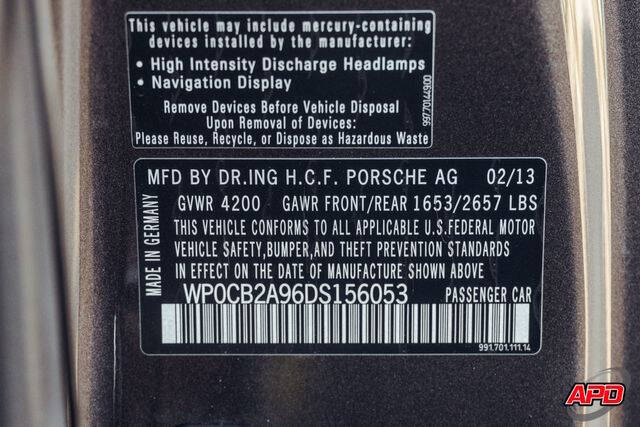 This vehicle may include mercury-containing
devices installed by the manufacturer:
• High Intensity Discharge Headlamps
• Navigation Display
Remove Devices Before Vehicle Disposal
Upon Removal of Devices:
Please Reuse, Recycle, or Dispose as Hazardous Waste
997.701.449.00
MFD BY DR.ING H.C.F. PORSCHE AG 02/13
GVWR 4200 GAWR FRONT/REAR 1653/2657 LBS
THIS VEHICLE CONFORMS TO ALL APPLICABLE U.S.FEDERAL MOTOR
VEHICLE SAFETY,BUMPER,AND THEFT PREVENTION STANDARDS
IN EFFECT ON THE DATE OF MANUFACTURE SHOWN ABOVE
WP0CB2A96DS156053 PASSENGER CAR
MADE IN GERMANY
991.701.111.14
APD